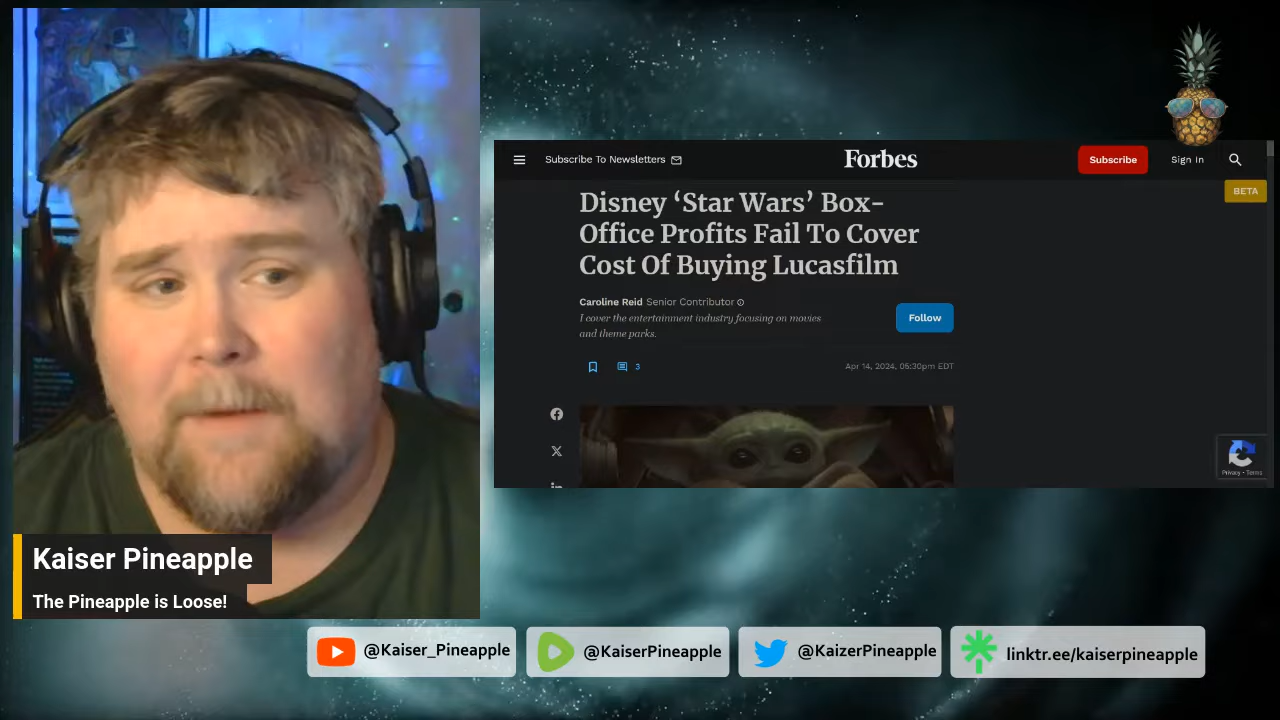 Subscribe To Newsletters
Forbes
Subscribe
Sign In
BETA
Disney ‘Star Wars’ Box-
Office Profits Fail To Cover
Cost Of Buying Lucasfilm
Caroline Reid Senior Contributor
I cover the entertainment industry focusing on movies
and theme parks.
Follow
3
Apr 14, 2024, 05:30pm EDT
Privacy • Terms
Kaiser Pineapple
The Pineapple is Loose!
@Kaiser_Pineapple
@KaiserPineapple
@KaizerPineapple
linktr.ee/kaiserpineapple